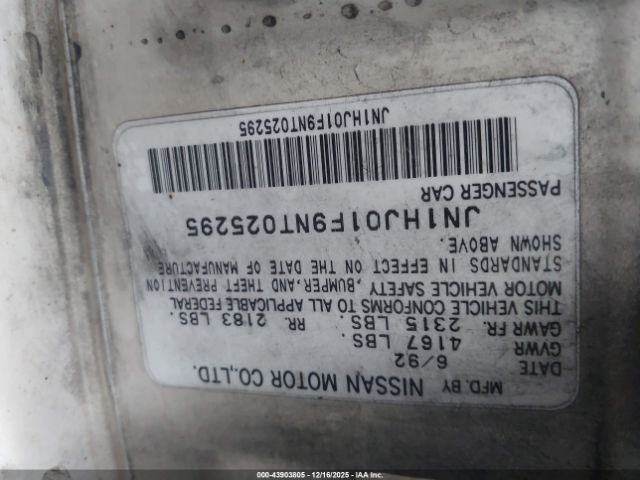 MFD.BY NISSAN MOTOR CO.,LTD.
DATE 6/92
GVWR 4167 LBS.
GAWR FR. 2315 LBS. RR. 2183 LBS.
THIS VEHICLE CONFORMS TO ALL APPLICABLE FEDERAL
MOTOR VEHICLE SAFETY ,BUMPER,AND THEFT PREVENTION
STANDARDS IN EFFECT ON THE DATE OF MANUFACTURE
SHOWN ABOVE.
JN1HJ01F9NT025295
PASSENGER CAR
JN1HJ01F9NT025295
00-43903805 - 12/16/2025 - IAA Inc.